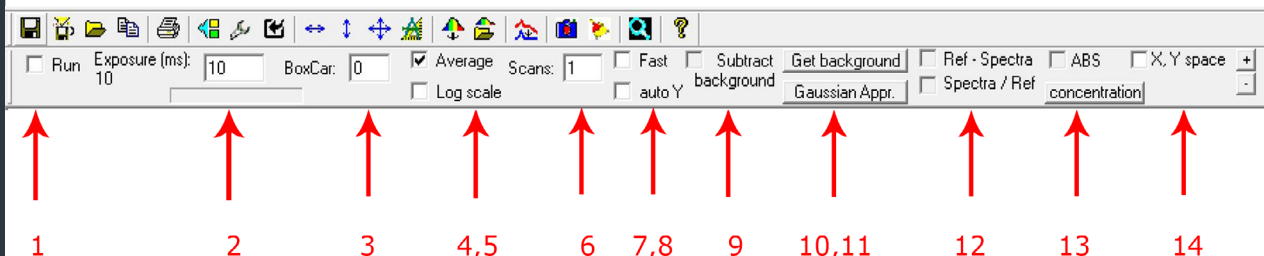 Run Exposure (ms): 10 BoxCar: 0 Average Scans: 1 Fast Subtract Get background Ref - Spectra ABS X, Y space +
10 Log scale auto Y background Gaussian Appr. Spectra / Ref concentration -
1 2 3 4,5 6 7,8 9 10,11 12 13 14